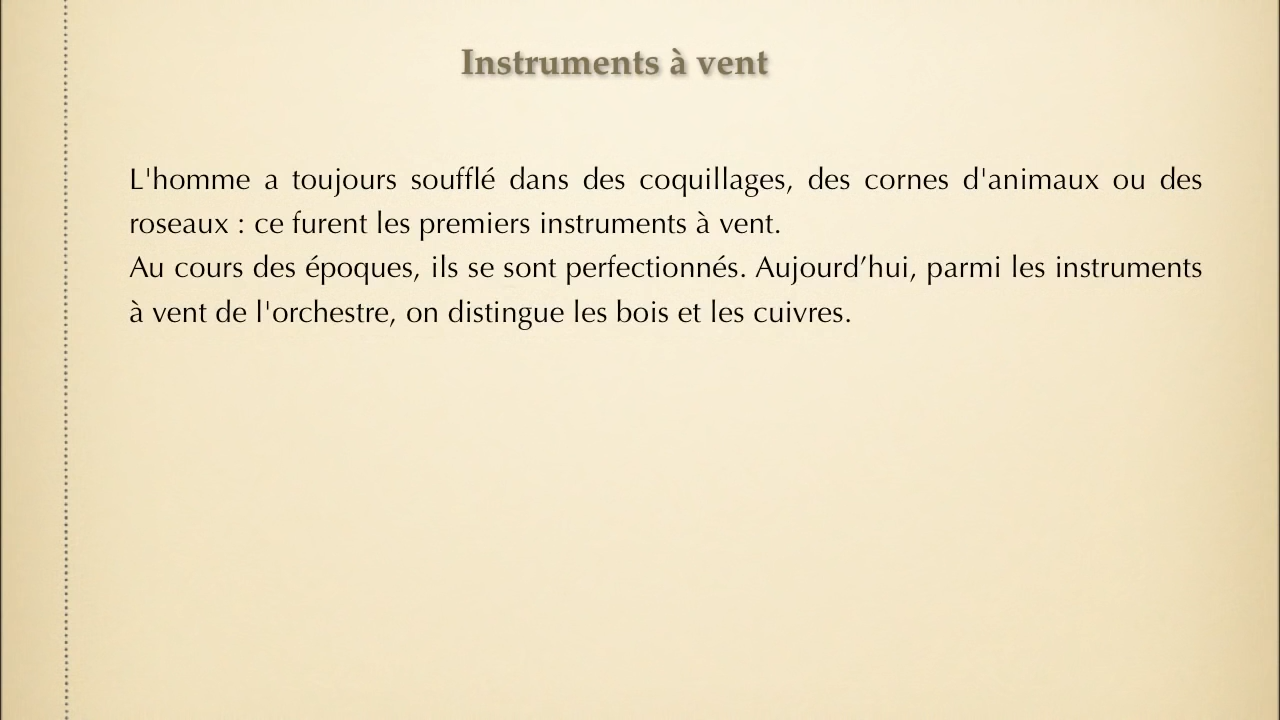 Instruments à vent
L'homme a toujours soufflé dans des coquillages, des cornes d'animaux ou des
roseaux : ce furent les premiers instruments à vent.
Au cours des époques, ils se sont perfectionnés. Aujourd’hui, parmi les instruments
à vent de l'orchestre, on distingue les bois et les cuivres.